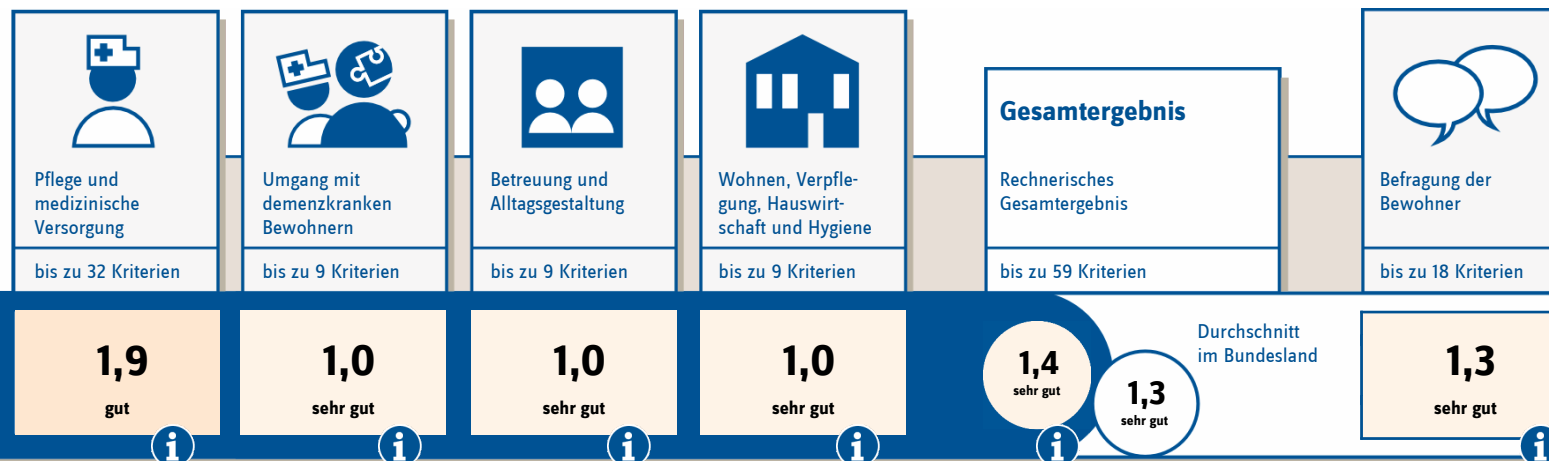 Pflege und
medizinische
Versorgung
bis zu 32 Kriterien
1,9
gut
i
Umgang mit
demenzkranken
Bewohnern
bis zu 9 Kriterien
1,0
sehr gut
i
Betreuung und
Alltagsgestaltung
bis zu 9 Kriterien
1,0
sehr gut
i
Wohnen, Verpfle-
gung, Hauswirt-
schaft und Hygiene
bis zu 9 Kriterien
1,0
sehr gut
i
Gesamtergebnis
Rechnerisches
Gesamtergebnis
bis zu 59 Kriterien
1,4
sehr gut
i
Durchschnitt
im Bundesland
1,3
sehr gut
Befragung der
Bewohner
bis zu 18 Kriterien
1,3
sehr gut
i